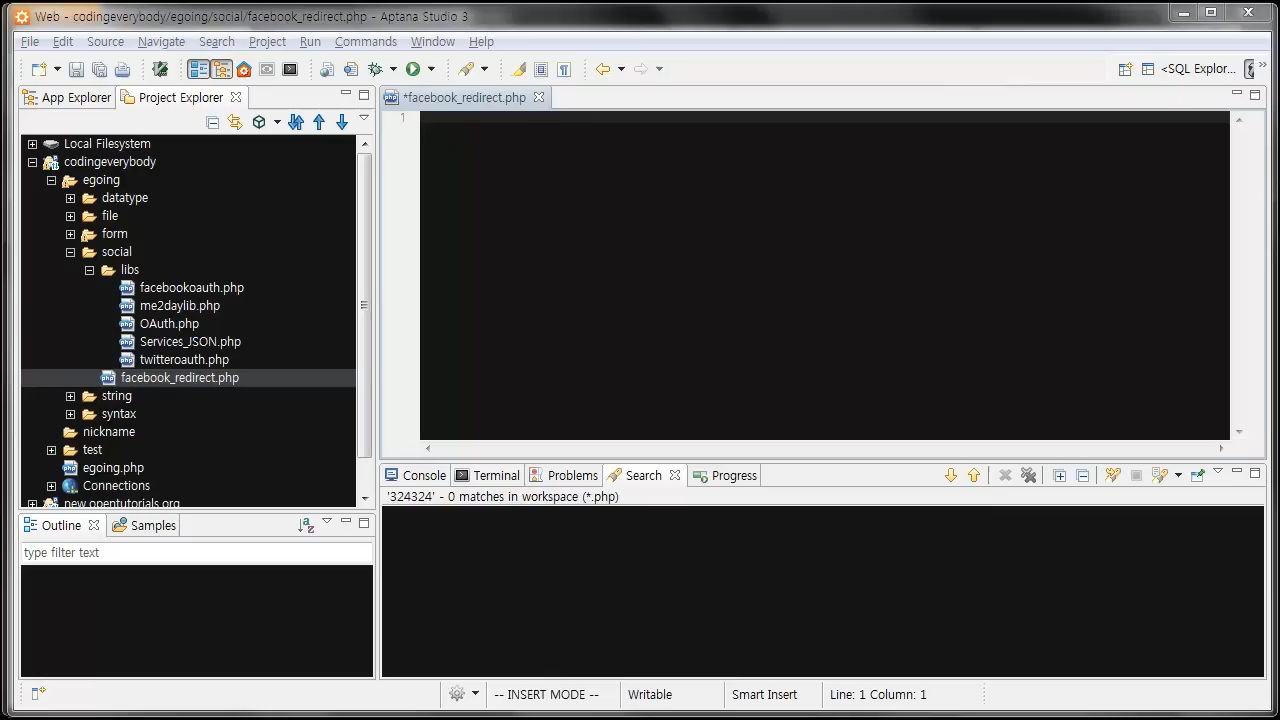 Web - codingeverybody/egoing/social/facebook_redirect.php - Aptana Studio 3
File Edit Source Navigate Search Project Run Commands Window Help
<SQL Explor...
App Explorer Project Explorer
*facebook_redirect.php
1
Local Filesystem
codingeverybody
egoing
datatype
file
form
social
libs
facebookoauth.php
me2daylib.php
OAuth.php
Services_JSON.php
twitteroauth.php
facebook_redirect.php
string
syntax
nickname
test
egoing.php
Connections
new.opentutorials.org
Console Terminal Problems Search Progress
'324324' - 0 matches in workspace (*.php)
Outline Samples
type filter text
-- INSERT MODE -- Writable Smart Insert Line: 1 Column: 1